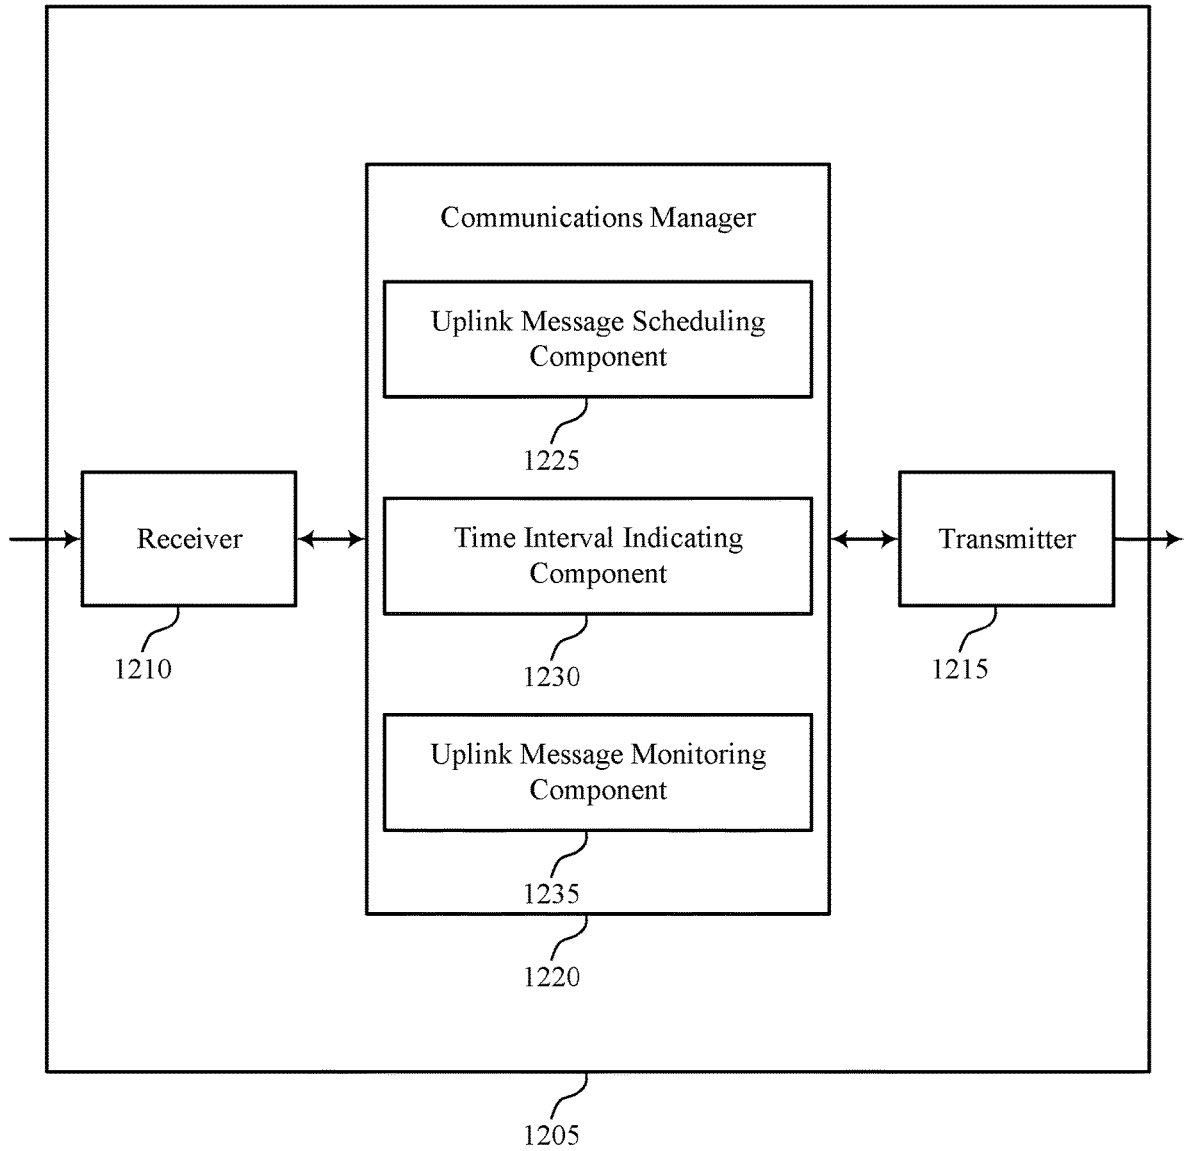 Communications Manager
Uplink Message Scheduling
Component
1225
Receiver
1210
Time Interval Indicating
Component
1230
Transmitter
1215
Uplink Message Monitoring
Component
1235
1220
1205